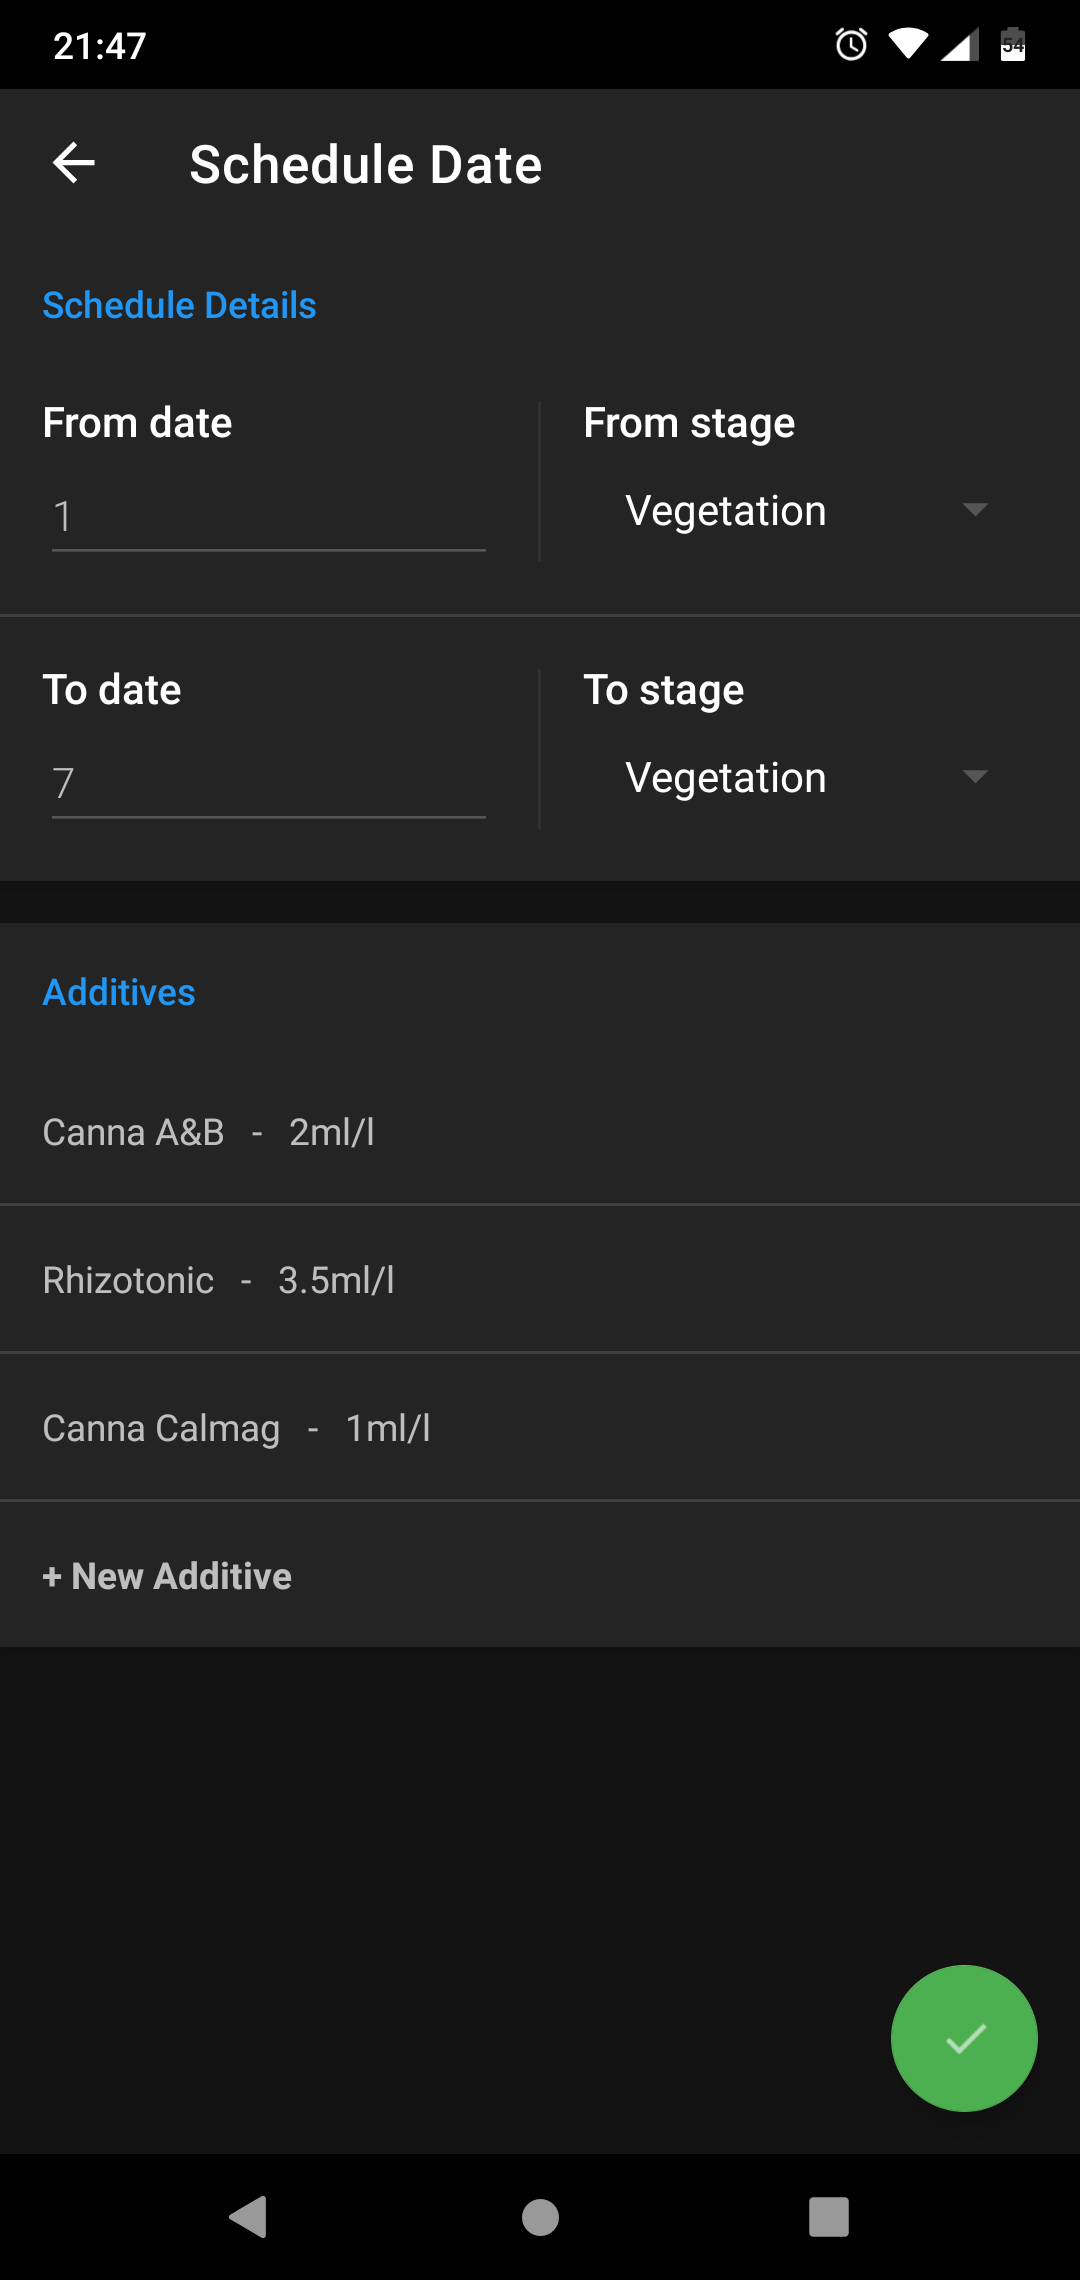 21:47
54
Schedule Date
Schedule Details
From date
From stage
1
Vegetation
To date
To stage
7
Vegetation
Additives
Canna A&B - 2ml/l
Rhizotonic - 3.5ml/l
Canna Calmag - 1ml/l
+ New Additive